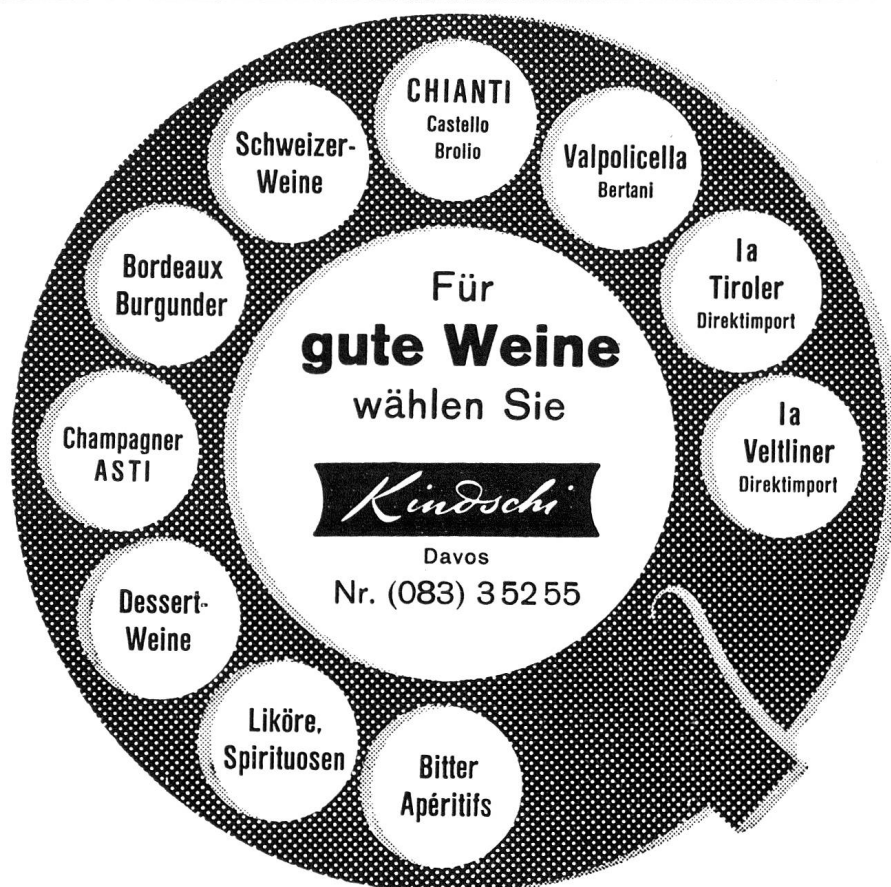 CHIANTI
Castello
Brolio
Valpolicella
Bertani
Ia
Tiroler
Direktimport
Ia
Veltliner
Direktimport
Schweizer-
Weine
Bordeaux
Burgunder
Champagner
ASTI
Dessert-
Weine
Liköre,
Spirituosen
Bitter
Apéritifs
Für
gute Weine
wählen Sie
Kindschi
Davos
Nr. (083) 3 52 55